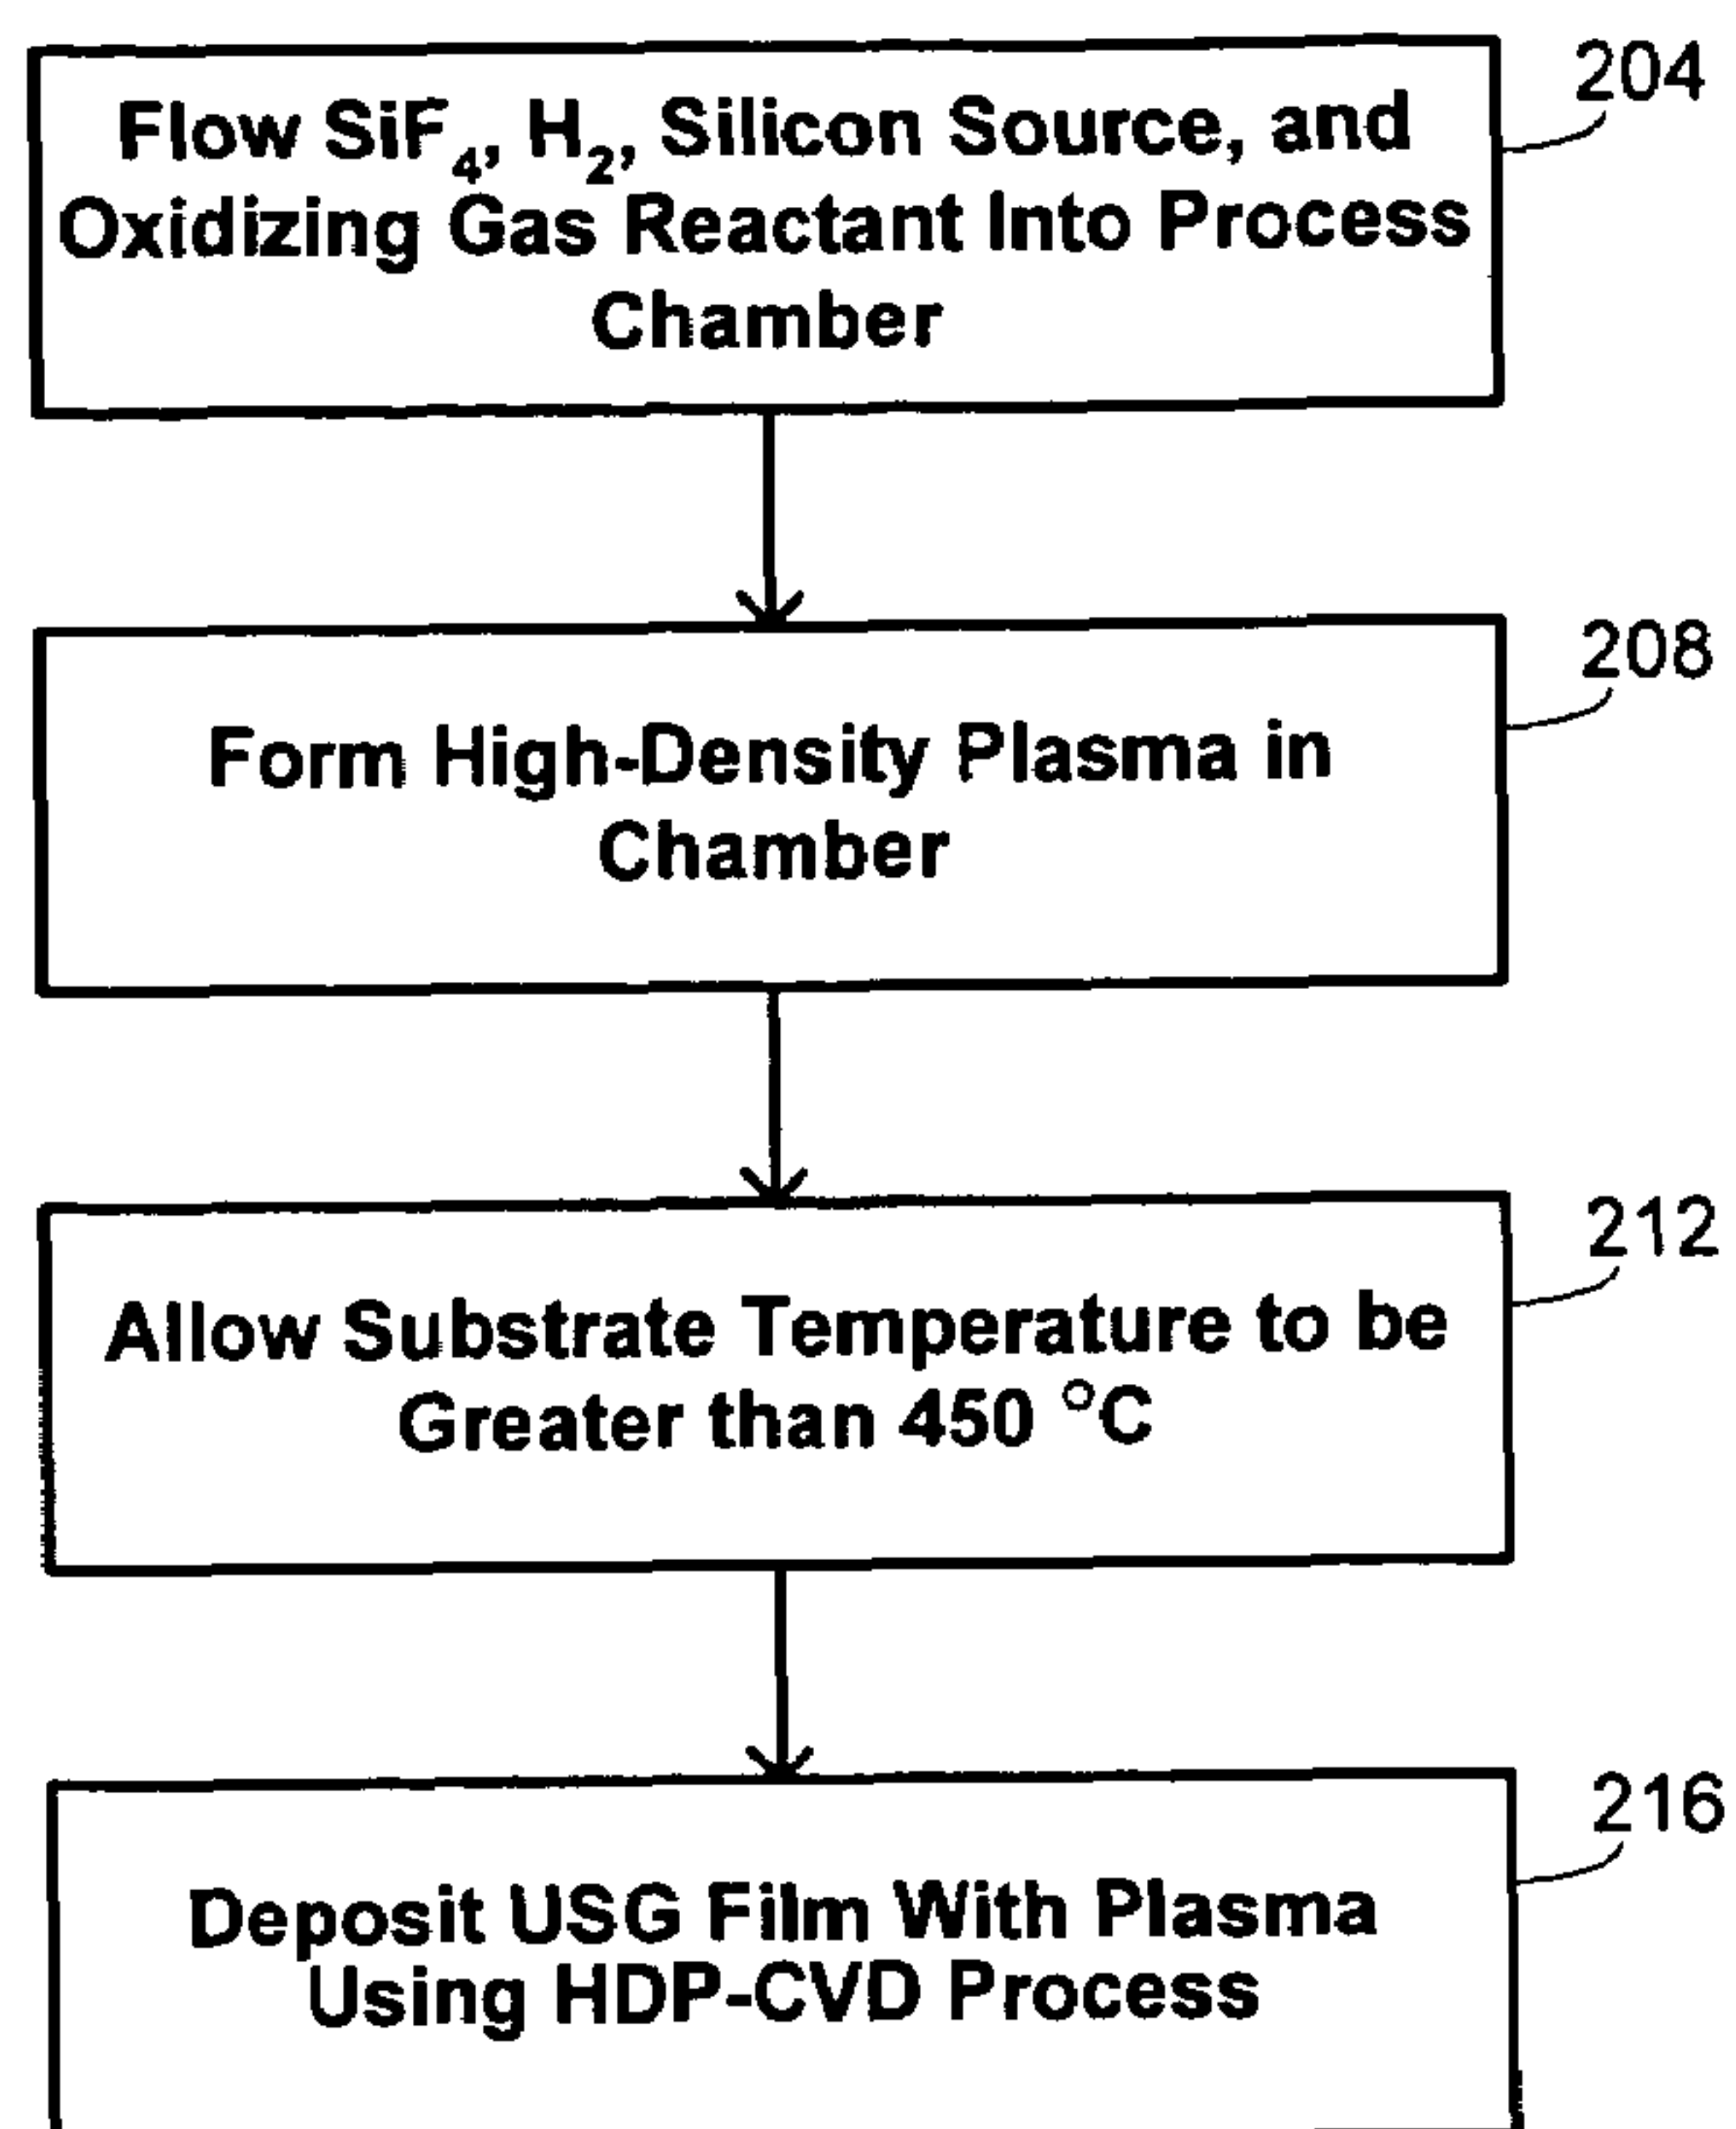 204
Flow SiF₄, H₂, Silicon Source, and
Oxidizing Gas Reactant Into Process
Chamber
208
Form High-Density Plasma in
Chamber
212
Allow Substrate Temperature to be
Greater than 450 °C
216
Deposit USG Film With Plasma
Using HDP-CVD Process